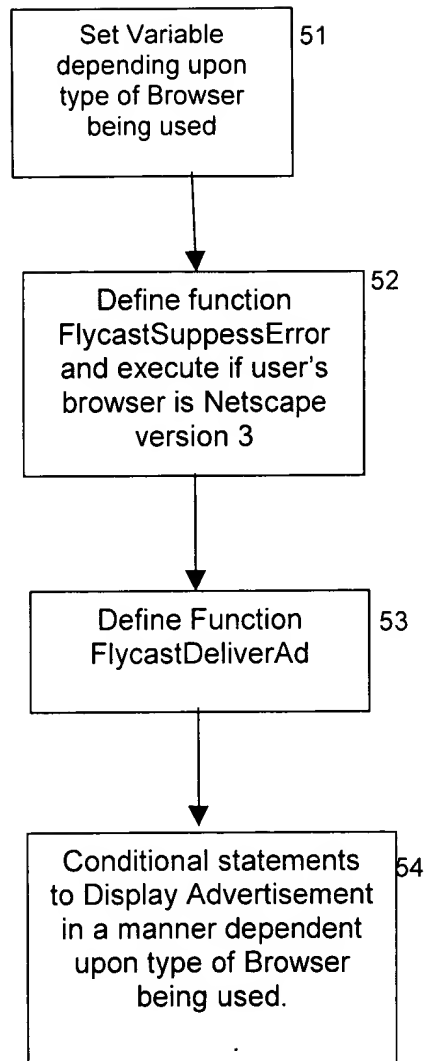 Set Variable
depending upon
type of Browser
being used
51
Define function
FlycastSuppessError
and execute if user's
browser is Netscape
version 3
52
Define Function
FlycastDeliverAd
53
Conditional statements
to Display Advertisement
in a manner dependent
upon type of Browser
being used.
54